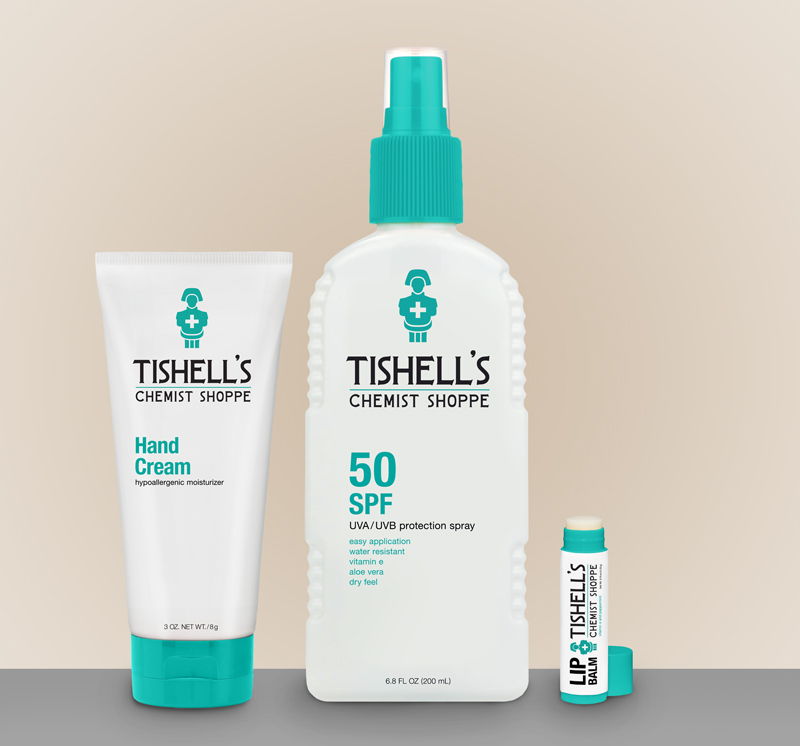 TISHELL'S
CHEMIST SHOPPE
Hand
Cream
hypoallergenic moisturizer
3 OZ. NET WT./8g
TISHELL'S
CHEMIST SHOPPE
50
SPF
UVA/UVB protection spray
easy application
water resistant
vitamin e
aloe vera
dry feel
6.8 FL OZ (200 mL)
LIP
BALM
TISHELL'S
CHEMIST SHOPPE